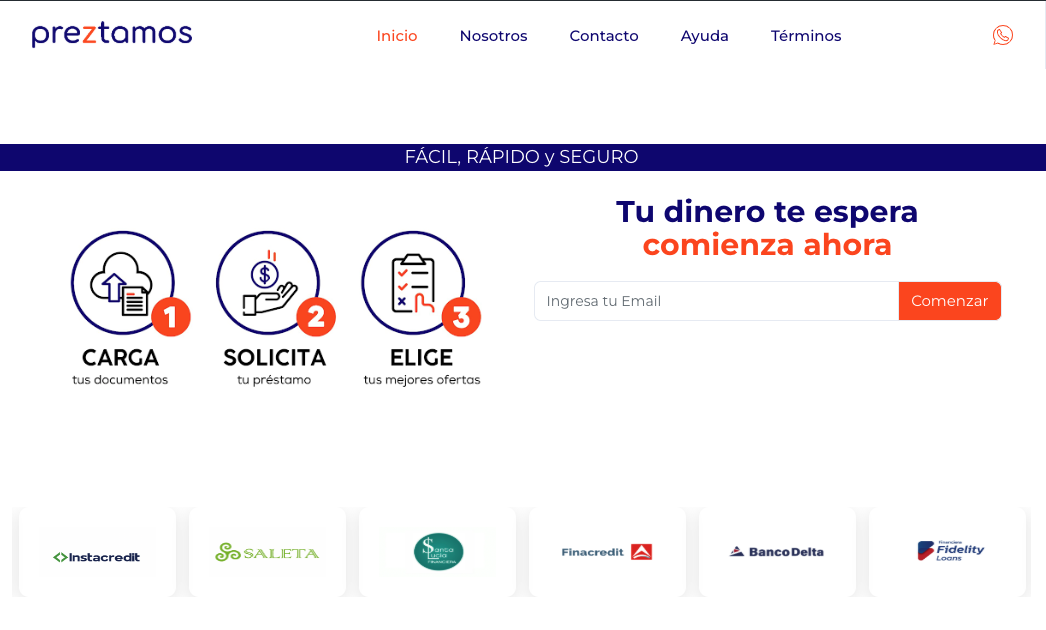 preztamos
Inicio Nosotros Contacto Ayuda Términos
FÁCIL, RÁPIDO y SEGURO
Tu dinero te espera
comienza ahora
Ingresa tu Email
Comenzar
1
CARGA
tus documentos
$
2
SOLICITA
tu préstamo
3
ELIGE
tus mejores ofertas
Instacredit
SALETA
Santa
Lucía
FINANCIERA
Finacredit
Banco Delta
Financiera
Fidelity
Loans